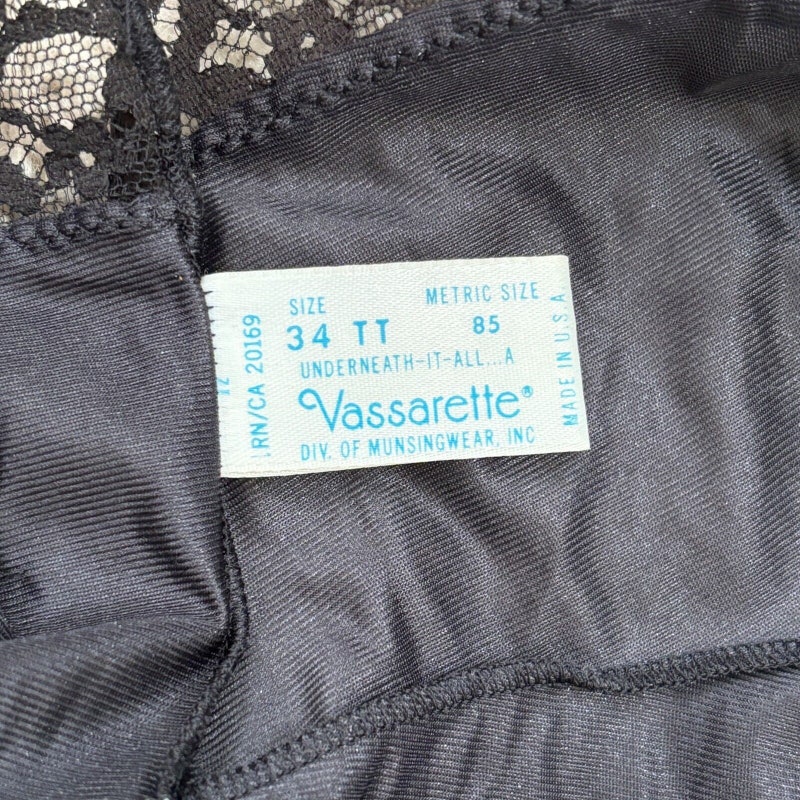 SIZE
34 TT
METRIC SIZE
85
UNDERNEATH-IT-ALL...A
Vassarette®
DIV. OF MUNSINGWEAR, INC
RN/CA 20169
MADE IN U.S.A